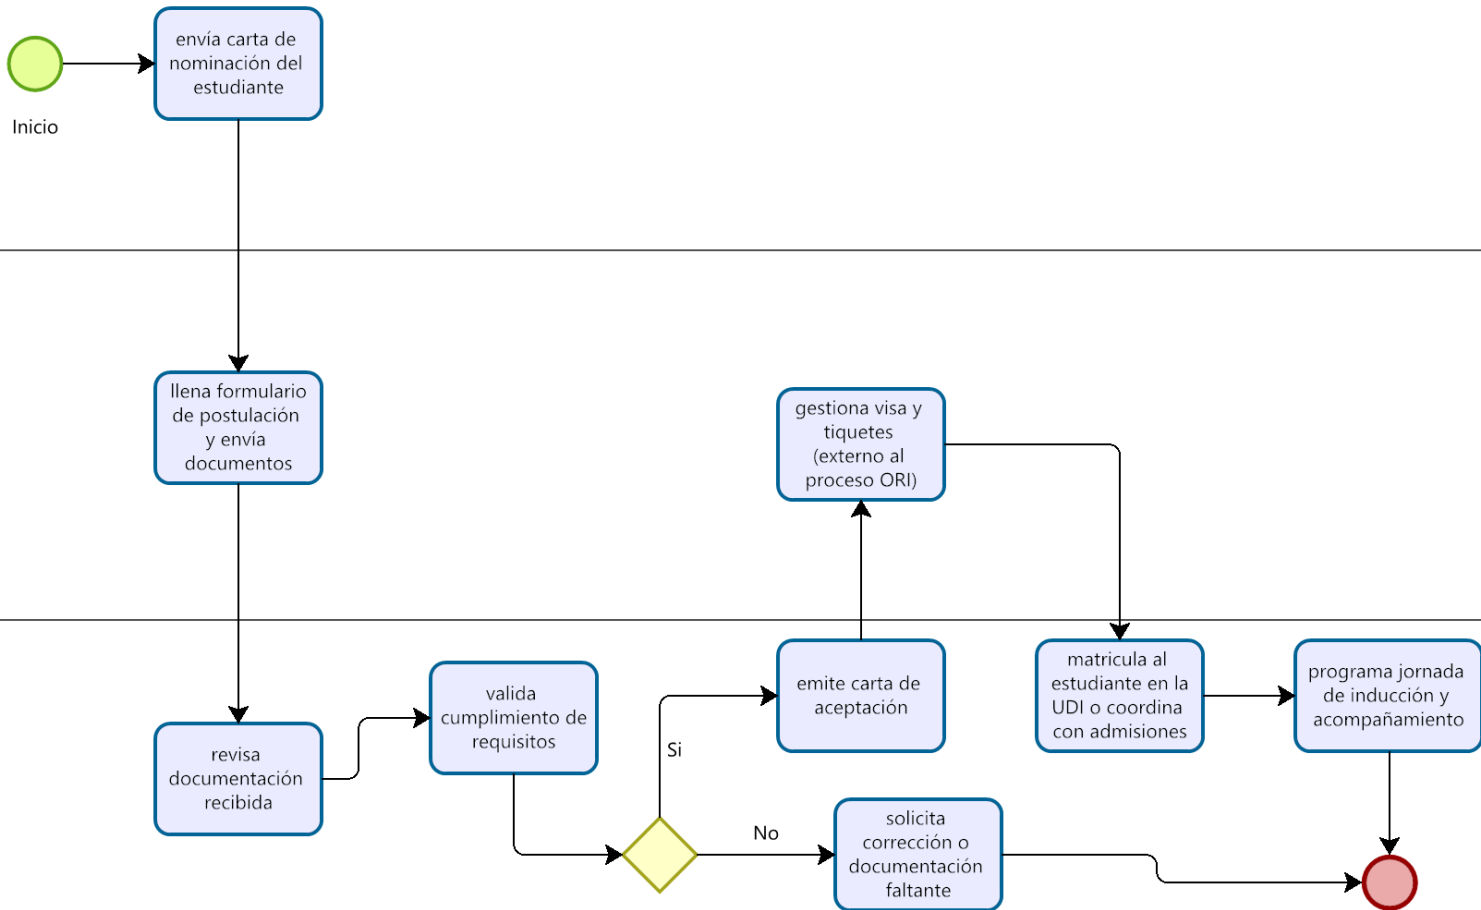 envía carta de
nominación del
estudiante
Inicio
llena formulario
de postulación
y envía
documentos
gestiona visa y
tiquetes
(externo al
proceso ORI)
revisa
documentación
recibida
valida
cumplimiento de
requisitos
Si
No
emite carta de
aceptación
solicita
corrección o
documentación
faltante
matricula al
estudiante en la
UDI o coordina
con admisiones
programa jornada
de inducción y
acompañamiento